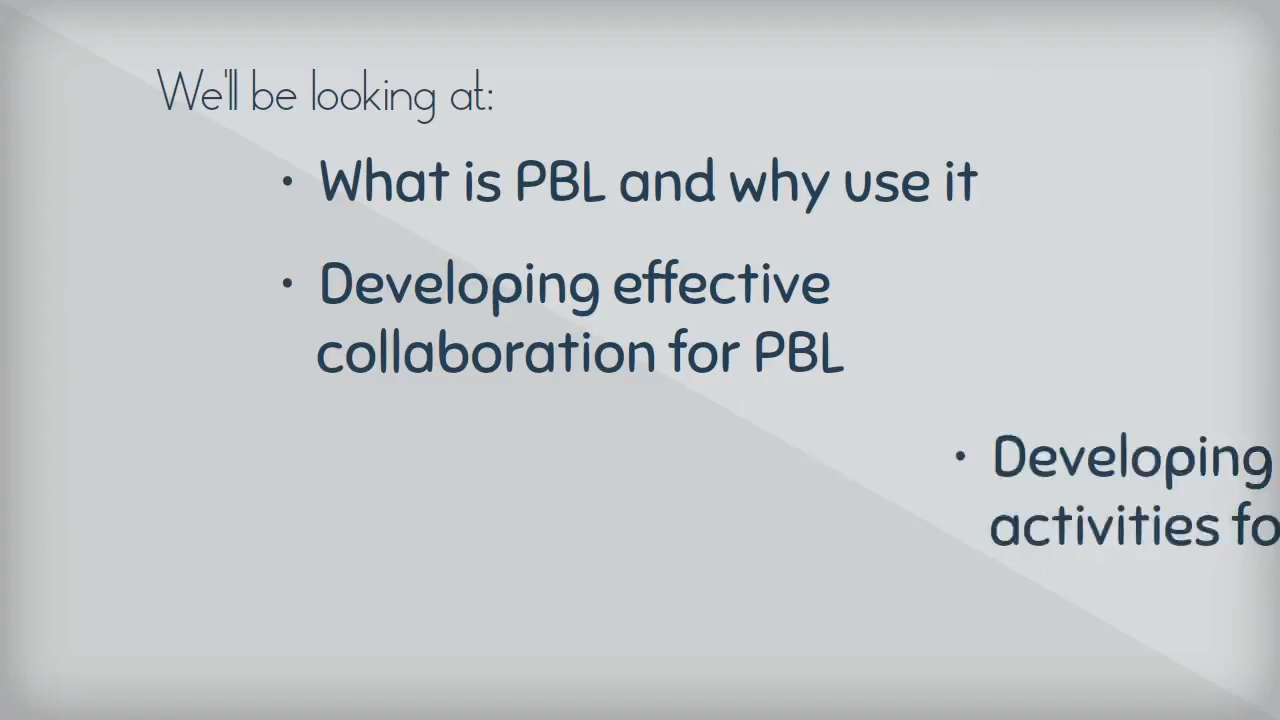 We'll be looking at:
• What is PBL and why use it
• Developing effective
collaboration for PBL
• Developing
activities fo